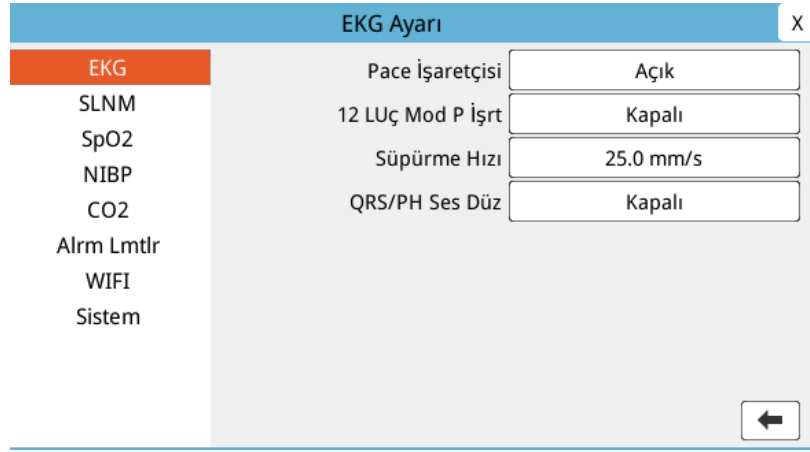 EKG Ayarı
X
EKG
SLNM
SpO2
NIBP
CO2
Alrm Lmtlr
WIFI
Sistem
Pace İşaretçisi Açık
12 LUç Mod P İşrt Kapalı
Süpürme Hızı 25.0 mm/s
QRS/PH Ses Düz Kapalı